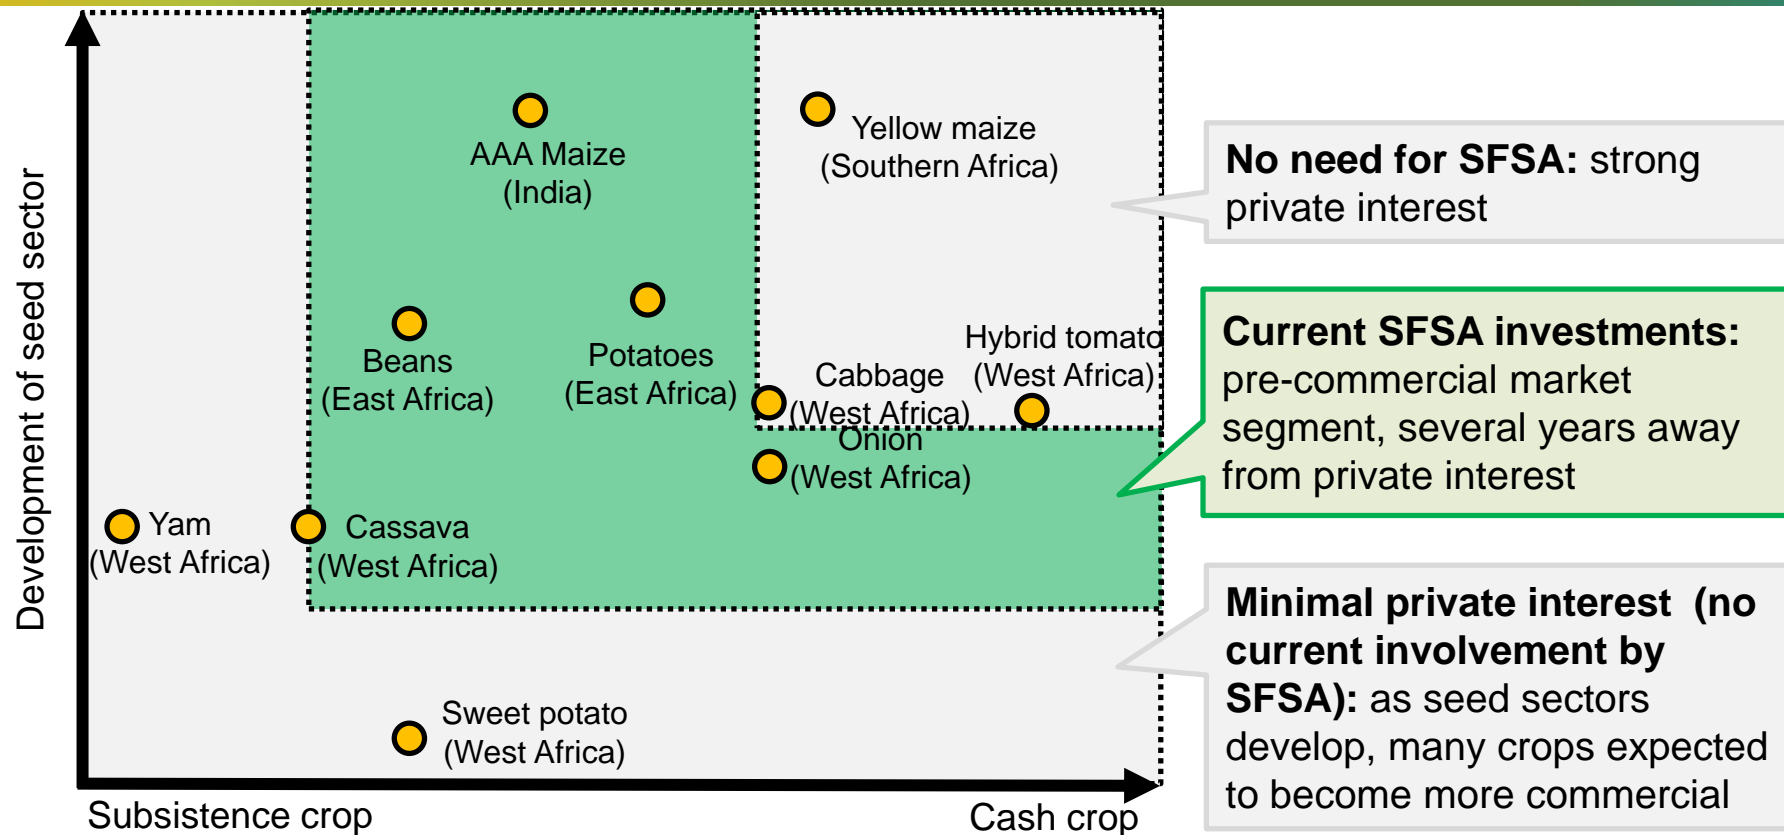 Development of seed sector
AAA Maize
(India)
Yellow maize
(Southern Africa)
Beans
(East Africa)
Potatoes
(East Africa)
Hybrid tomato
(West Africa)
Cabbage
(West Africa)
Onion
(West Africa)
Yam
(West Africa)
Cassava
(West Africa)
Sweet potato
(West Africa)
Subsistence crop
Cash crop
No need for SFSA: strong
private interest
Current SFSA investments:
pre-commercial market
segment, several years away
from private interest
Minimal private interest (no
current involvement by
SFSA): as seed sectors
develop, many crops expected
to become more commercial